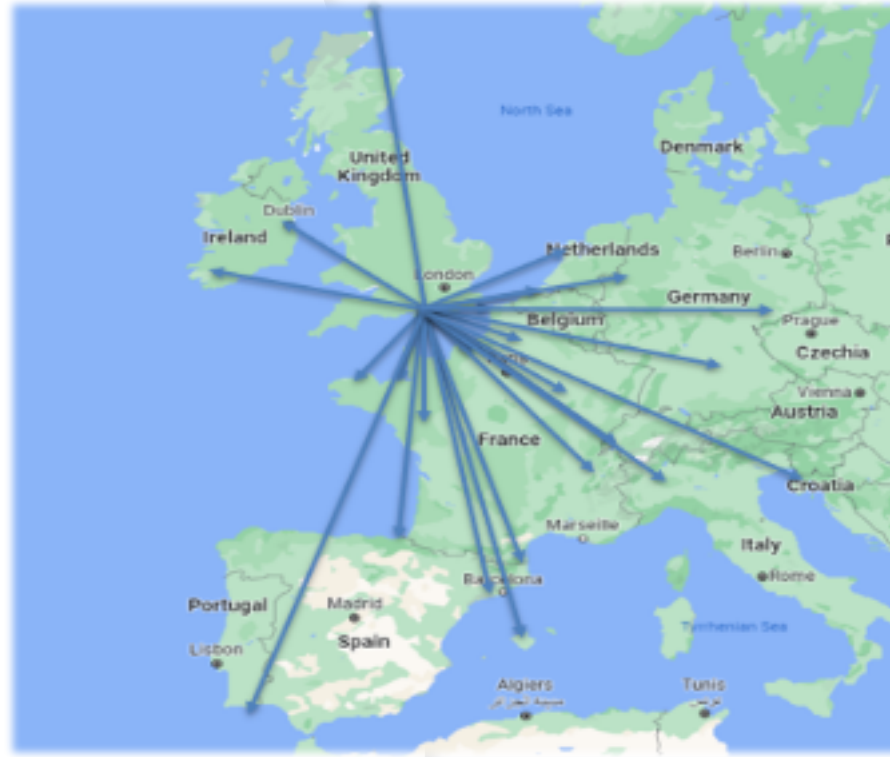 North Sea
Denmark
United
Kingdom
Dublin
Ireland
Netherlands
Berlin
London
Germany
Belgium
Prague
Czechia
Vienna
Austria
France
Croatia
Marseille
Italy
Barcelona
Rome
Portugal
Madrid
Tyrrhenian Sea
Spain
Lisbon
Algiers
Tunis
تونس